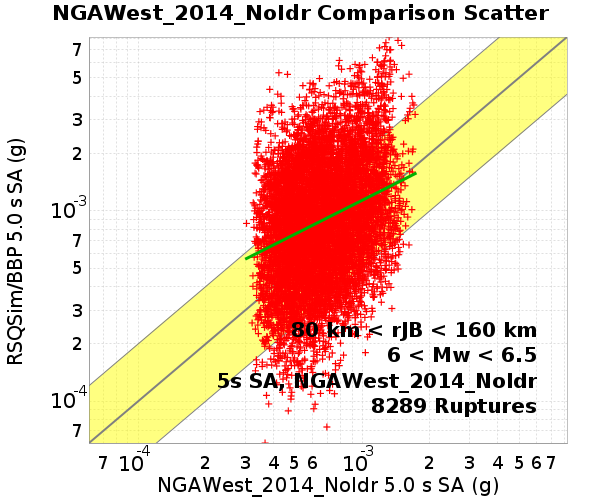 NGAWest_2014_NoIdr Comparison Scatter
RSQSim/BBP 5.0 s SA (g)
7
5
3
2
10-3
7
5
3
2
10-4
7
80 km < rJB < 160 km
6 < Mw < 6.5
5s SA, NGAWest_2014_NoIdr
8289 Ruptures
7 10-4 2 3 4 5 6 10-3 2 3 4 5 6 7
NGAWest_2014_NoIdr 5.0 s SA (g)